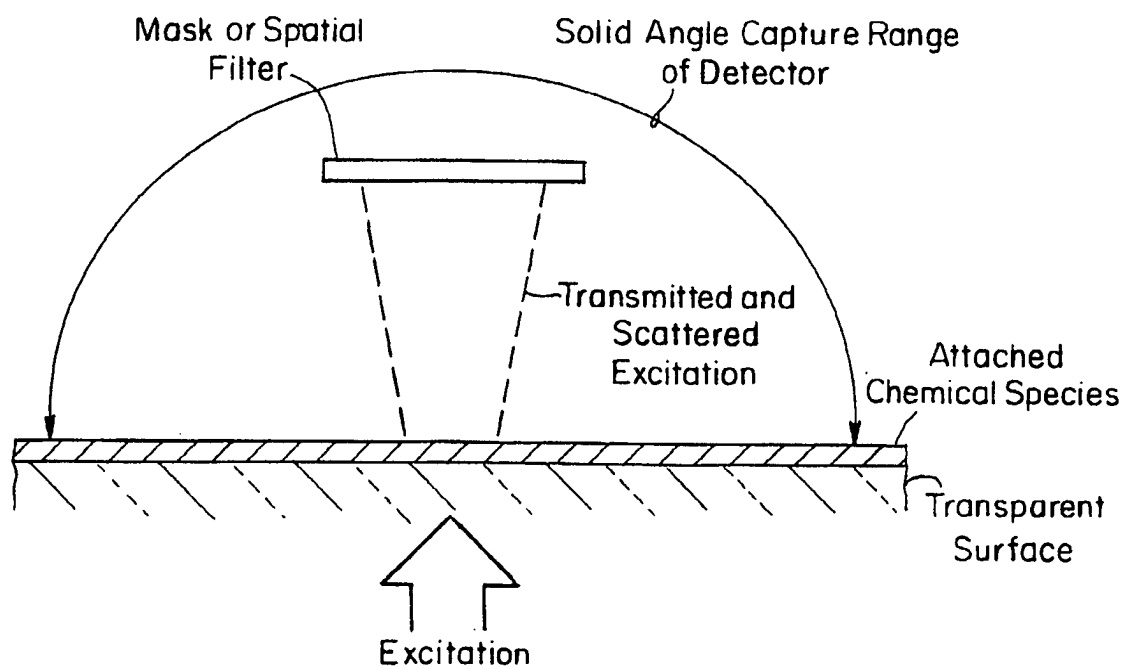 Mask or Spatial
Filter
Solid Angle Capture Range
of Detector
Transmitted and
Scattered
Excitation
Attached
Chemical Species
Transparent
Surface
Excitation